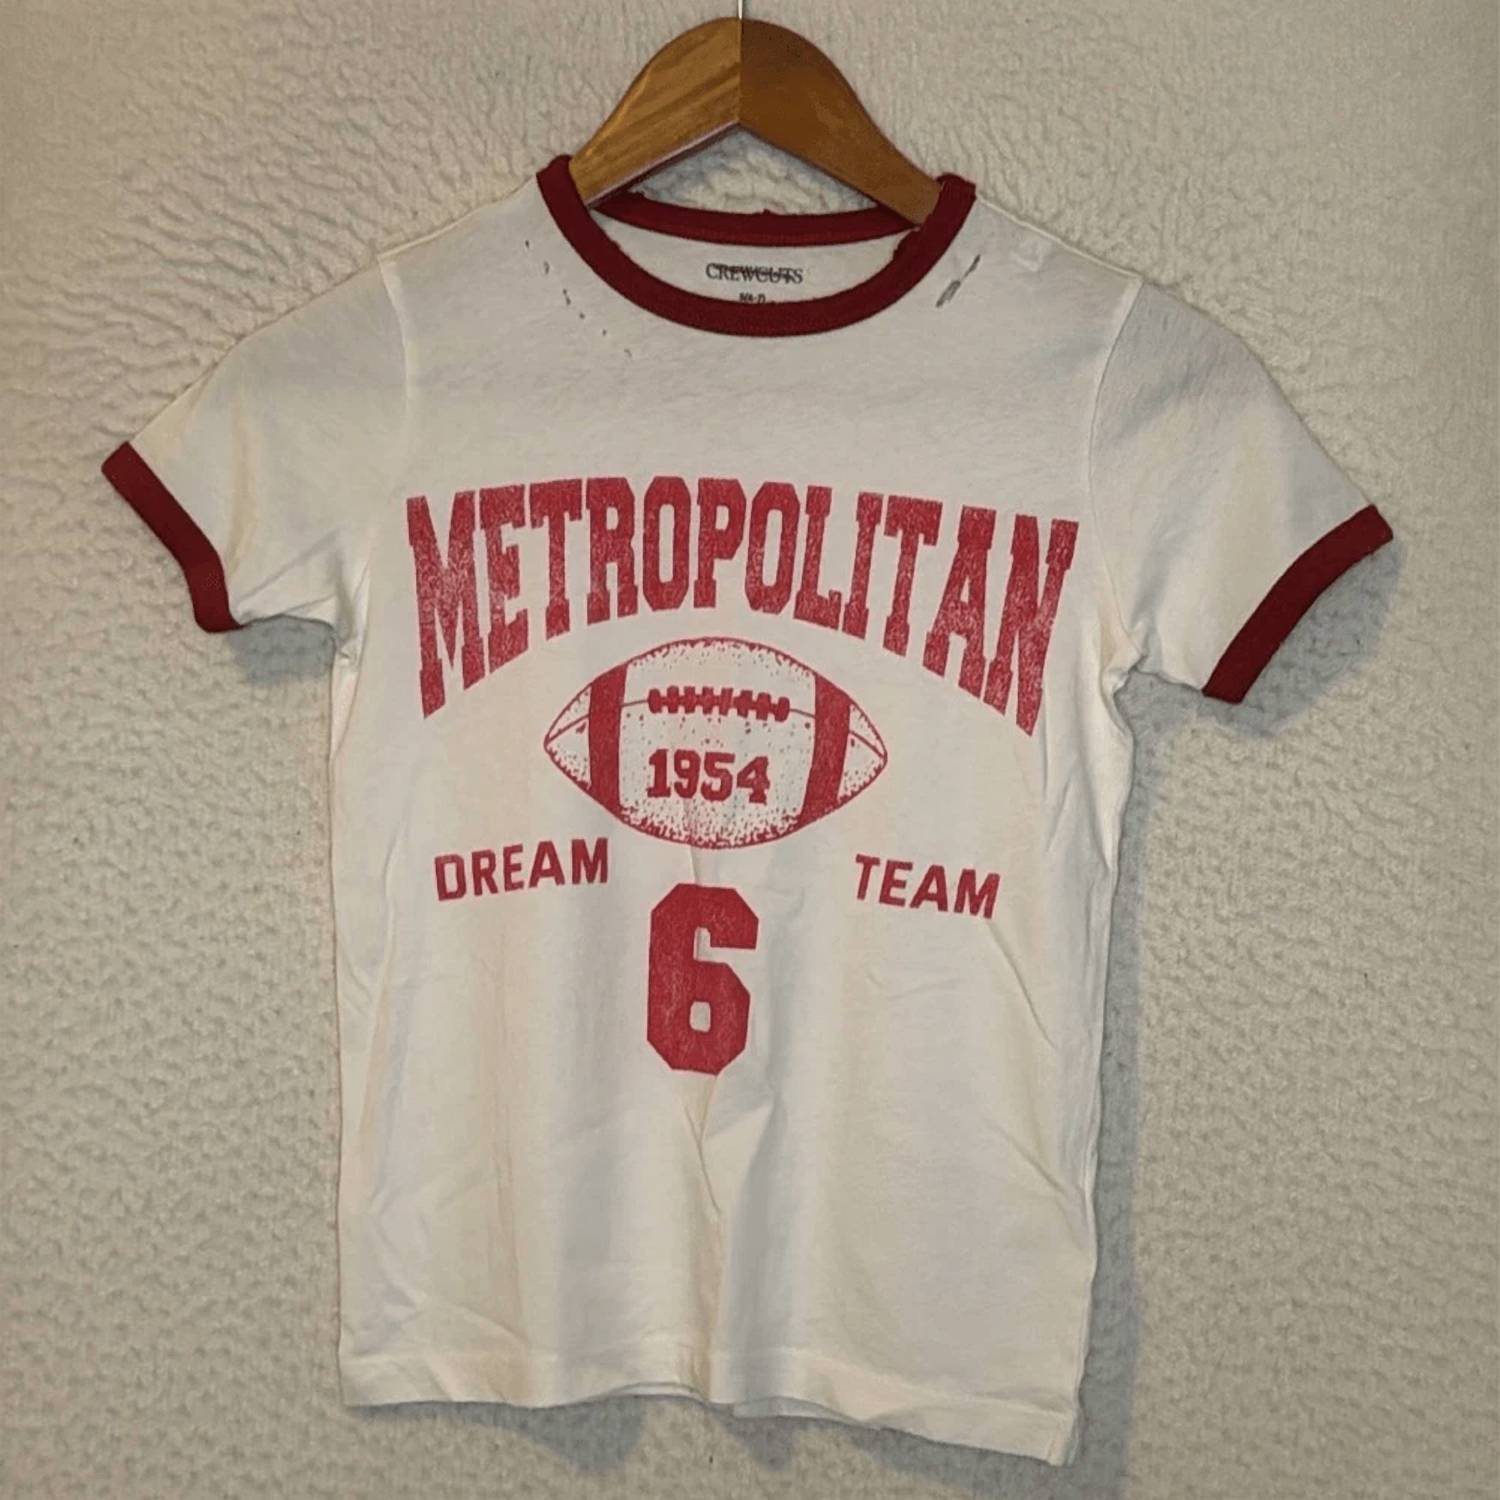 CREWCUTS
METROPOLITAN
1954
DREAM TEAM
6